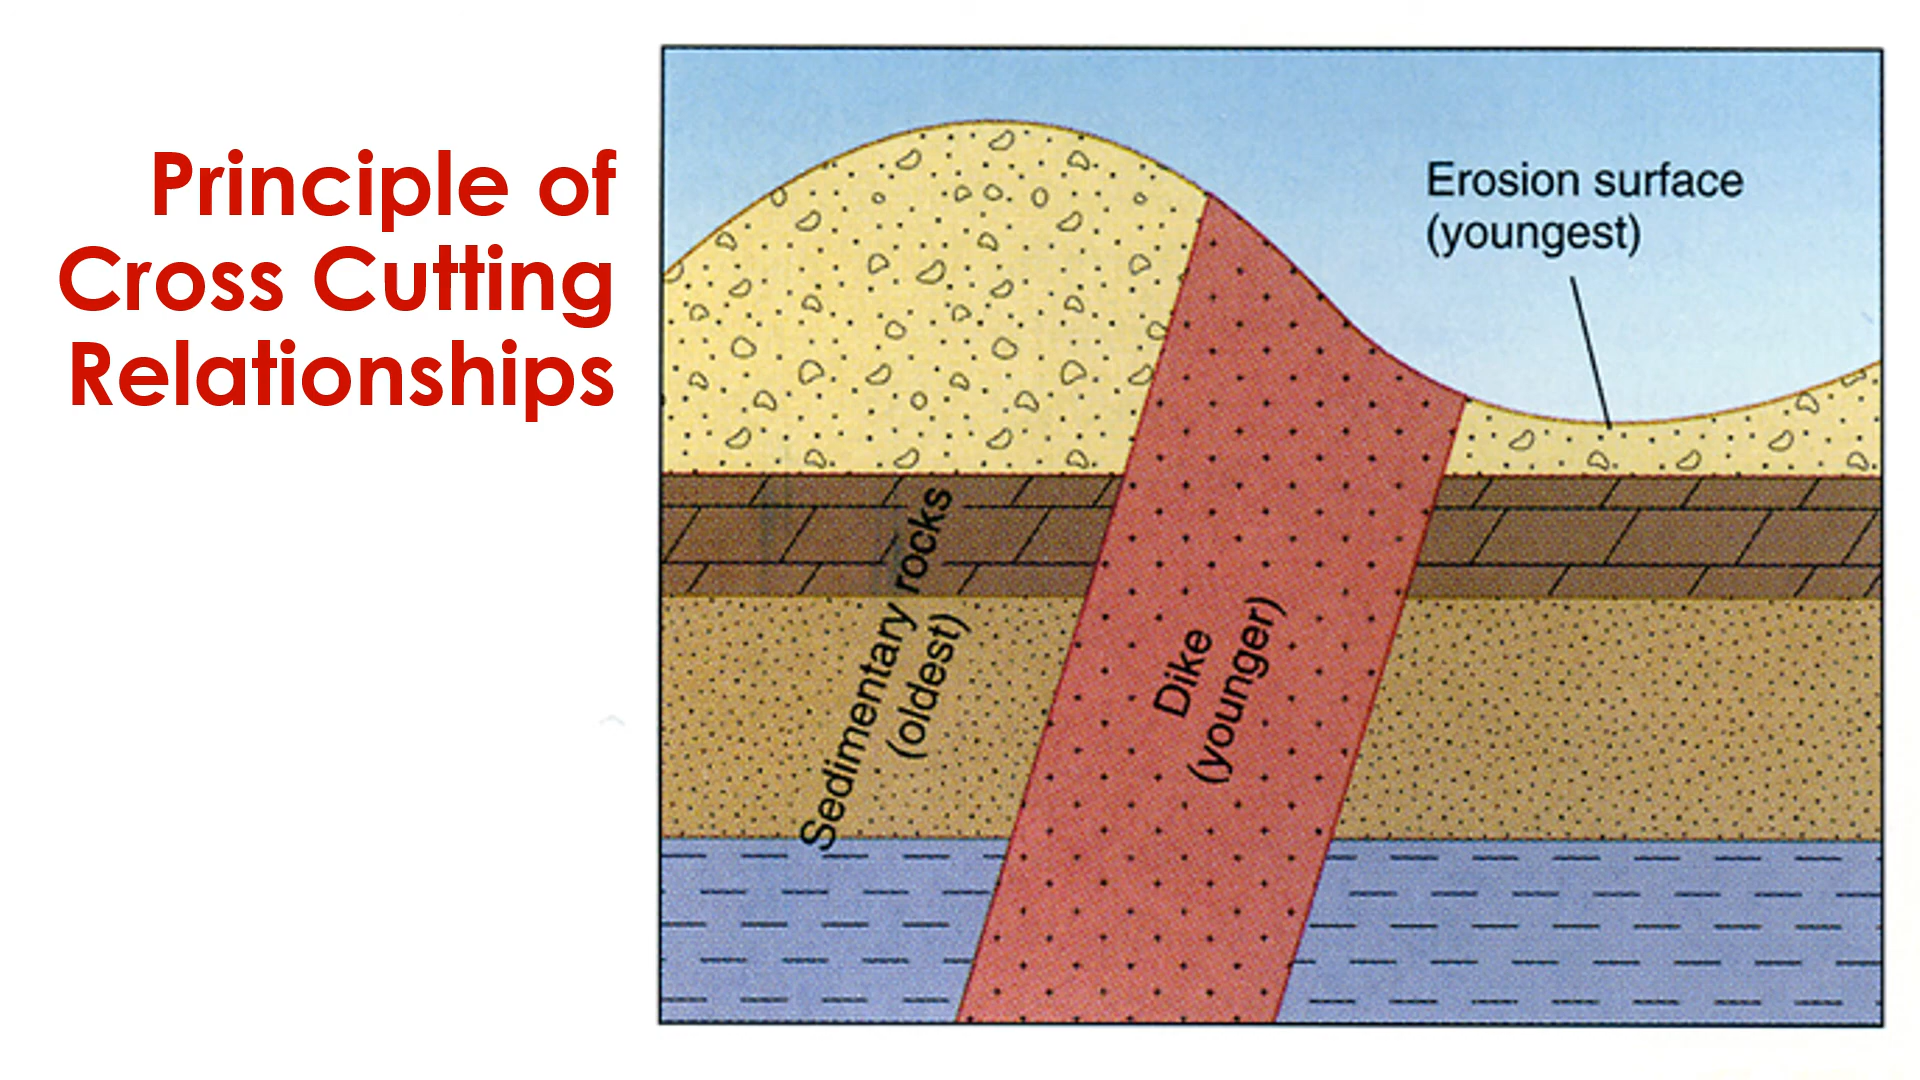 Principle of
Cross Cutting
Relationships
Erosion surface
(youngest)
Sedimentary rocks
(oldest)
Dike
(younger)